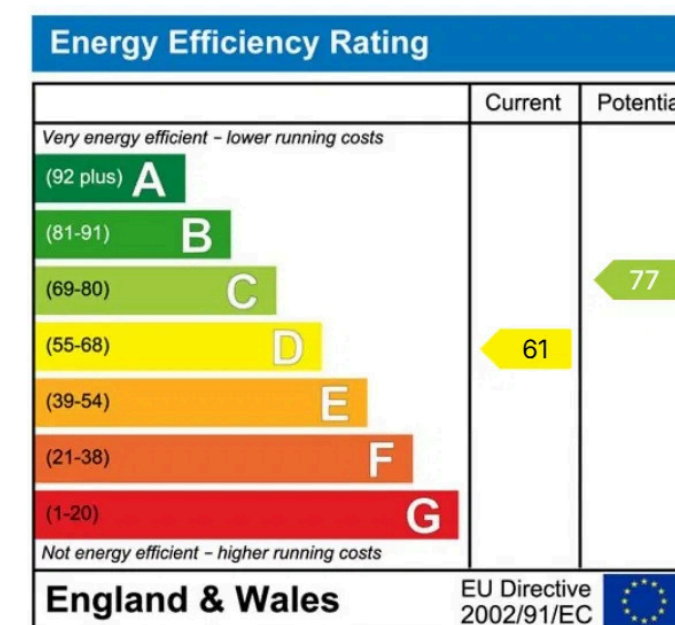 Energy Efficiency Rating
Current Potentia
Very energy efficient – lower running costs
(92 plus) A
(81-91) B
(69-80) C 77
(55-68) D 61
(39-54) E
(21-38) F
(1-20) G
Not energy efficient – higher running costs
England & Wales
EU Directive
2002/91/EC